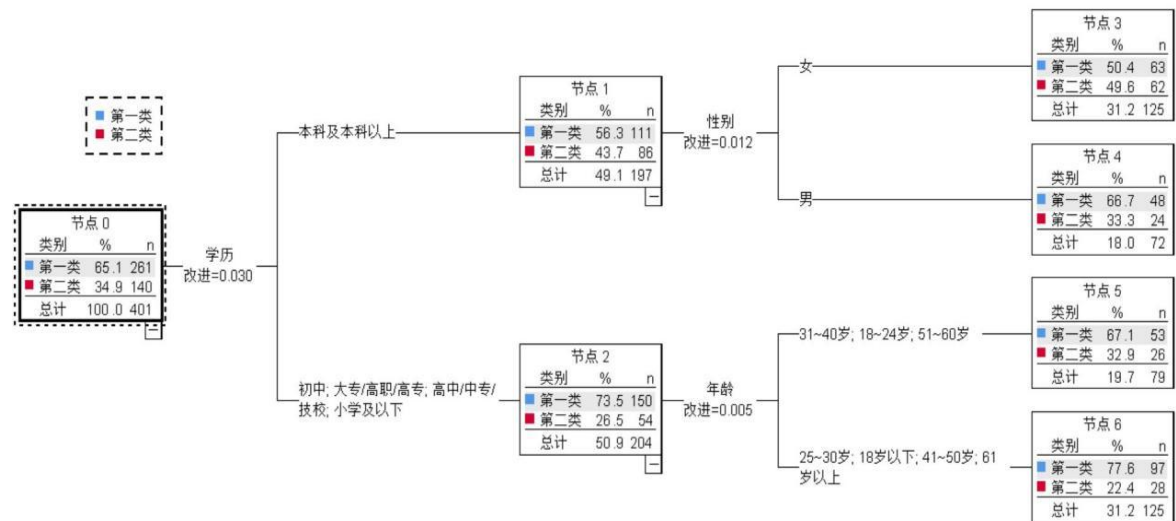 第一类
第二类
节点 0
类别 % n
第一类 65.1 261
第二类 34.9 140
总计 100.0 401
学历
改进=0.030
本科及本科以上
节点 1
类别 % n
第一类 56.3 111
第二类 43.7 86
总计 49.1 197
性别
改进=0.012
女
节点 3
类别 % n
第一类 50.4 63
第二类 49.6 62
总计 31.2 125
男
节点 4
类别 % n
第一类 66.7 48
第二类 33.3 24
总计 18.0 72
初中; 大专/高职/高专; 高中/中专/
技校; 小学及以下
节点 2
类别 % n
第一类 73.5 150
第二类 26.5 54
总计 50.9 204
年龄
改进=0.005
31~40岁; 18~24岁; 51~60岁
节点 5
类别 % n
第一类 67.1 53
第二类 32.9 26
总计 19.7 79
25~30岁; 18岁以下; 41~50岁; 61
岁以上
节点 6
类别 % n
第一类 77.6 97
第二类 22.4 28
总计 31.2 125